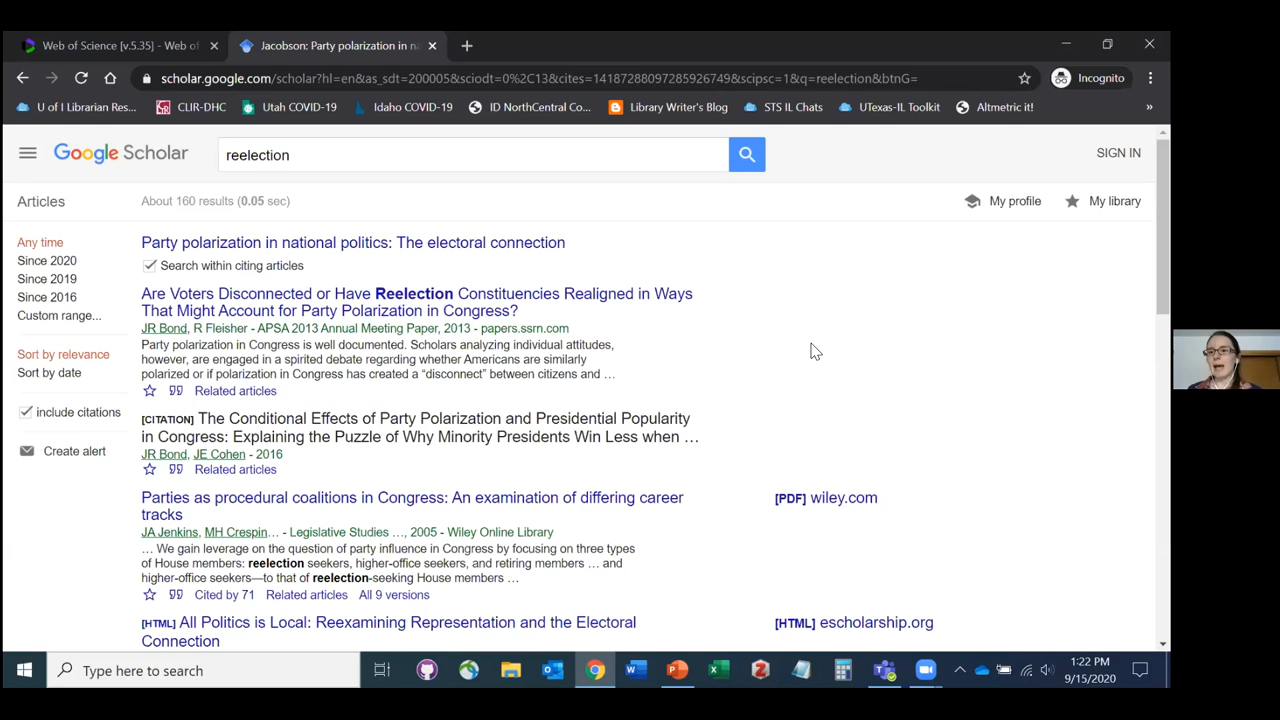 Web of Science [v.5.35] - Web of
Jacobson: Party polarization in na
scholar.google.com/scholar?hl=en&as_sdt=200005&sciodt=0%2C13&cites=14187288097285926749&scipsc=1&q=reelection&btnG=
Incognito
U of I Librarian Res...
CLIR-DHC
Utah COVID-19
Idaho COVID-19
ID NorthCentral Co...
Library Writer's Blog
STS IL Chats
UTexas-IL Toolkit
Altmetric it!
»
Google Scholar
reelection
SIGN IN
Articles
About 160 results (0.05 sec)
My profile
My library
Any time
Since 2020
Since 2019
Since 2016
Custom range...
Sort by relevance
Sort by date
include citations
Create alert
Party polarization in national politics: The electoral connection
Search within citing articles
Are Voters Disconnected or Have Reelection Constituencies Realigned in Ways
That Might Account for Party Polarization in Congress?
JR Bond, R Fleisher - APSA 2013 Annual Meeting Paper, 2013 - papers.ssrn.com
Party polarization in Congress is well documented. Scholars analyzing individual attitudes,
however, are engaged in a spirited debate regarding whether Americans are similarly
polarized or if polarization in Congress has created a “disconnect” between citizens and ...
Related articles
[CITATION] The Conditional Effects of Party Polarization and Presidential Popularity
in Congress: Explaining the Puzzle of Why Minority Presidents Win Less when ...
JR Bond, JE Cohen - 2016
Related articles
Parties as procedural coalitions in Congress: An examination of differing career
tracks
[PDF] wiley.com
JA Jenkins, MH Crespin... - Legislative Studies ..., 2005 - Wiley Online Library
... We gain leverage on the question of party influence in Congress by focusing on three types
of House members: reelection seekers, higher-office seekers, and retiring members ... and
higher-office seekers—to that of reelection-seeking House members ...
Cited by 71 Related articles All 9 versions
[HTML] All Politics is Local: Reexamining Representation and the Electoral
Connection
[HTML] escholarship.org
Type here to search
1:22 PM
9/15/2020